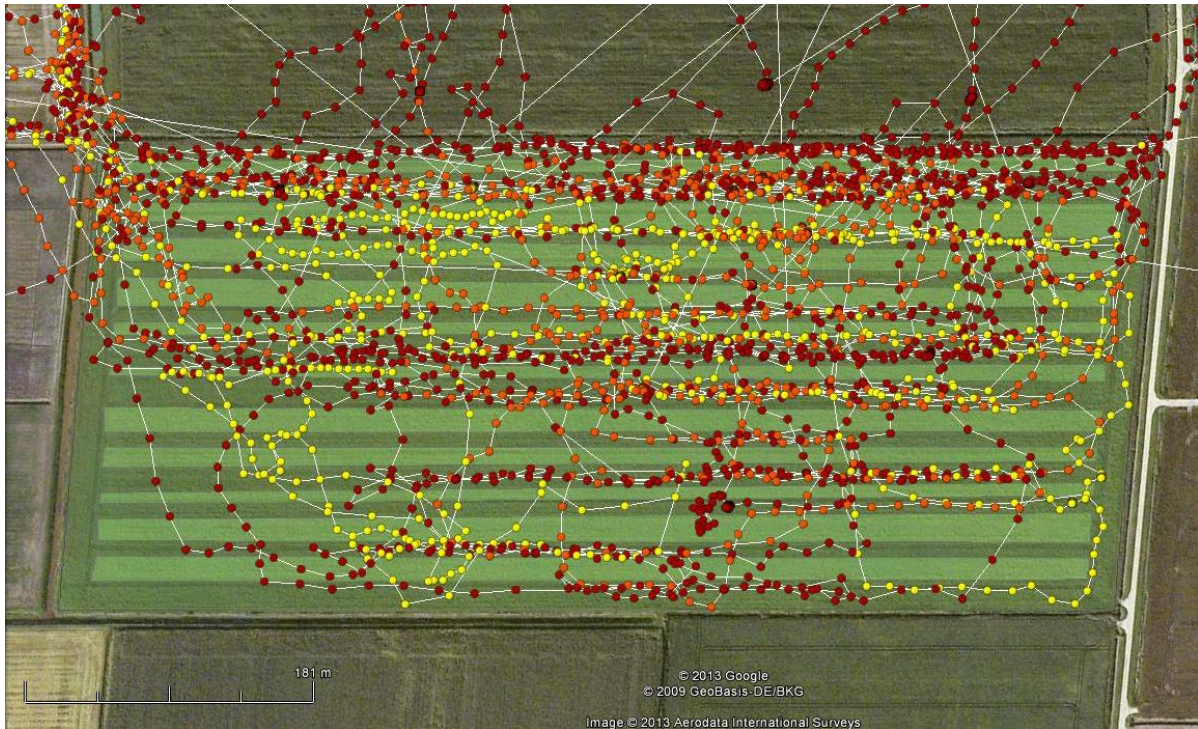 181 m
© 2013 Google
© 2009 GeoBasis-DE/BKG
Image © 2013 Aerodata International Surveys